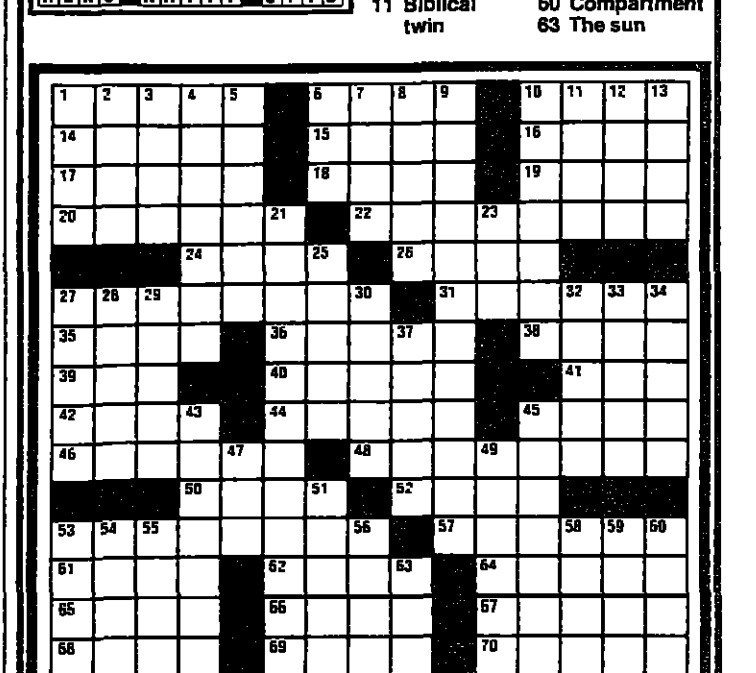 11 Biblical
twin
60 Compartment
63 The sun
1 2 3 4 5 6 7 8 9 10 11 12 13
14 15 16
17 18 19
20 21 22 23
24 25 26
27 28 29 30 31 32 33 34
35 36 37 38
39 40 41
42 43 44 45
46 47 48 49
50 51 52
53 54 55 56 57 58 59 60
61 62 63 64
65 66 67
68 69 70